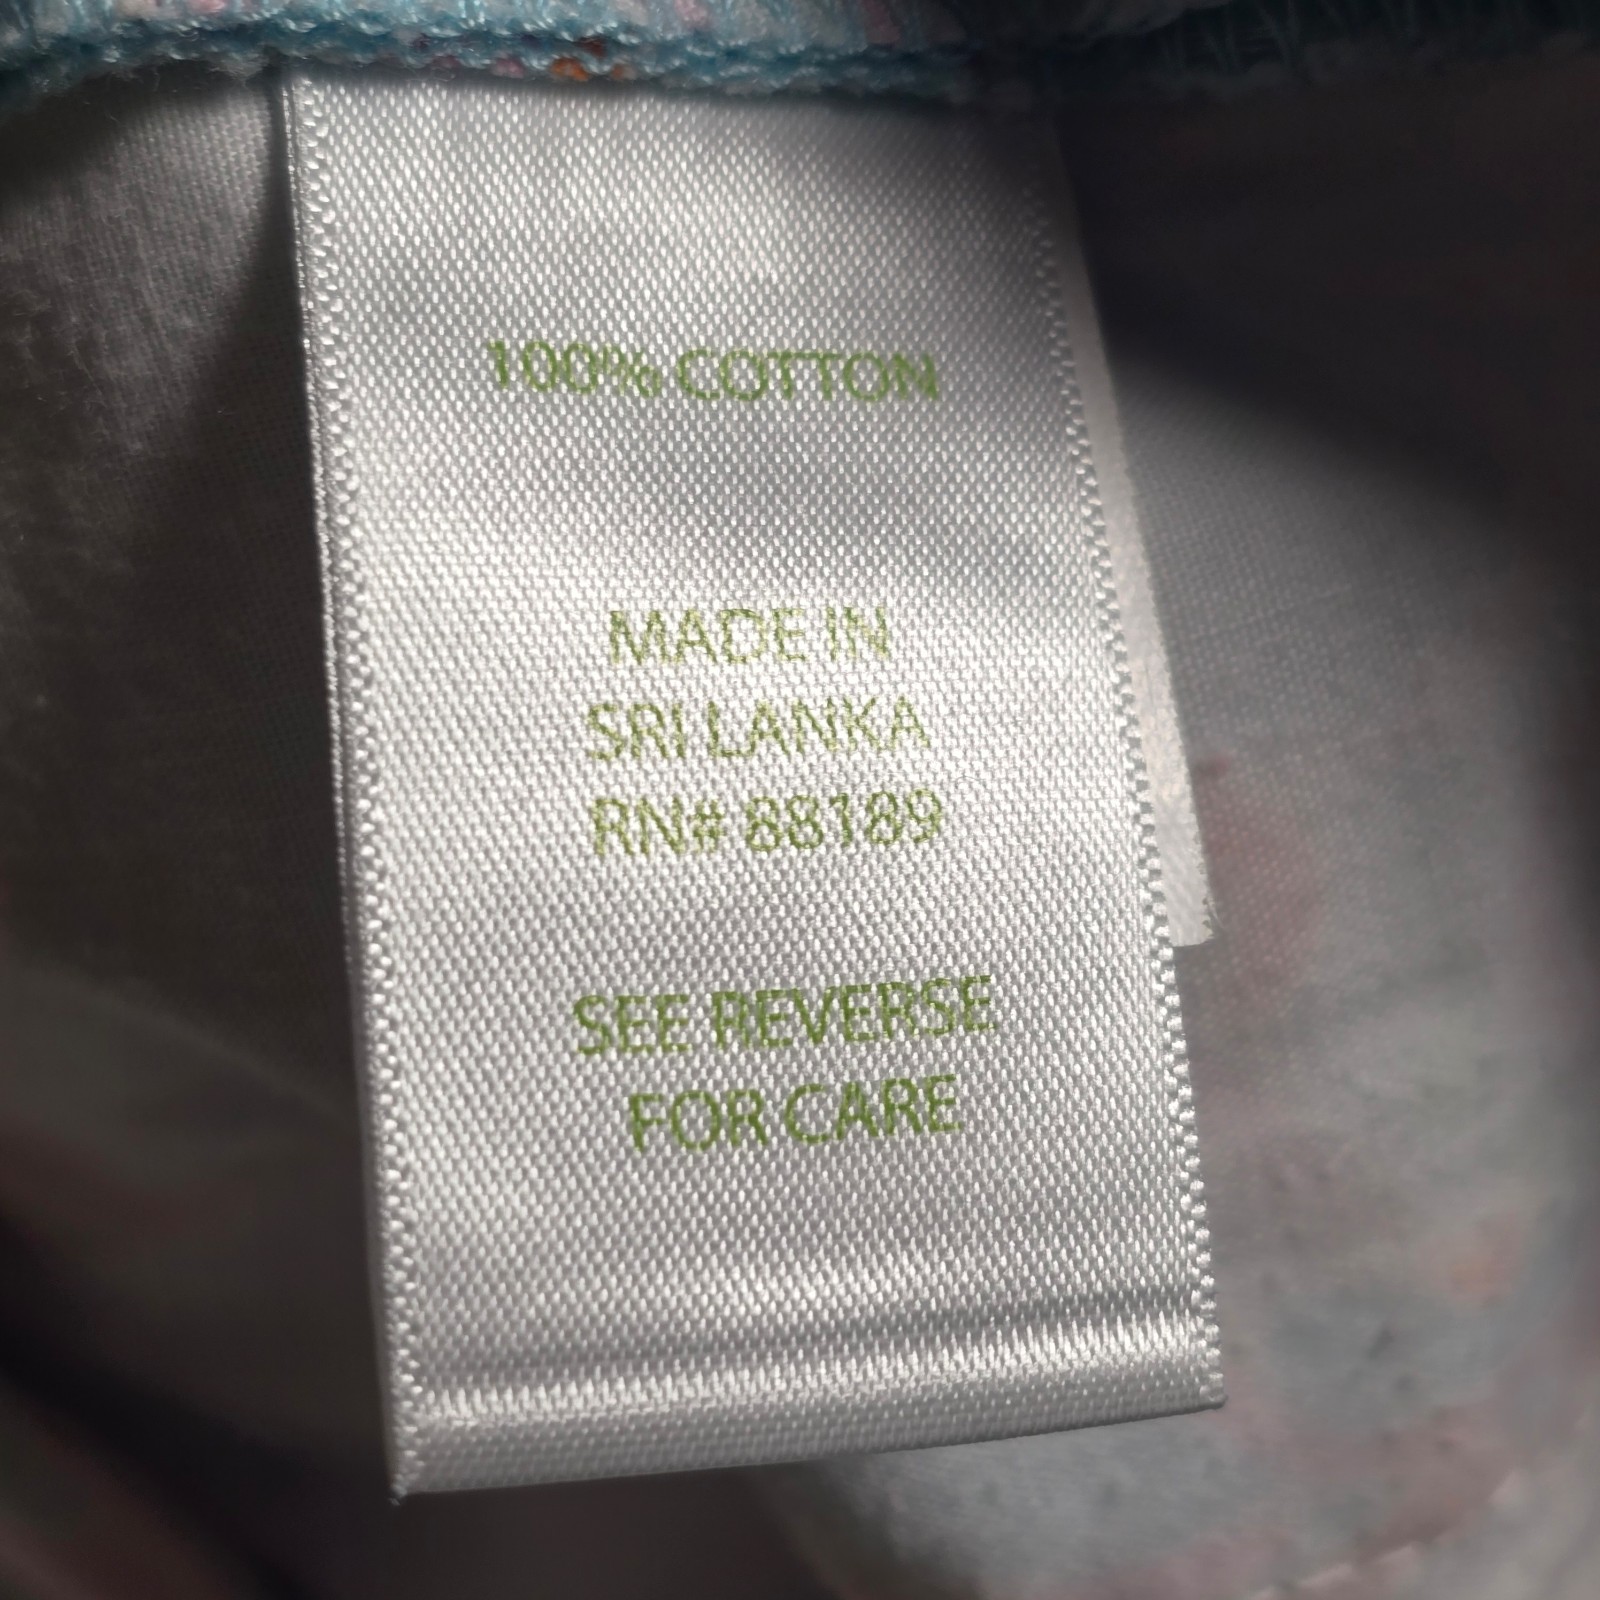 100% COTTON
MADE IN
SRI LANKA
RN# 88189
SEE REVERSE
FOR CARE